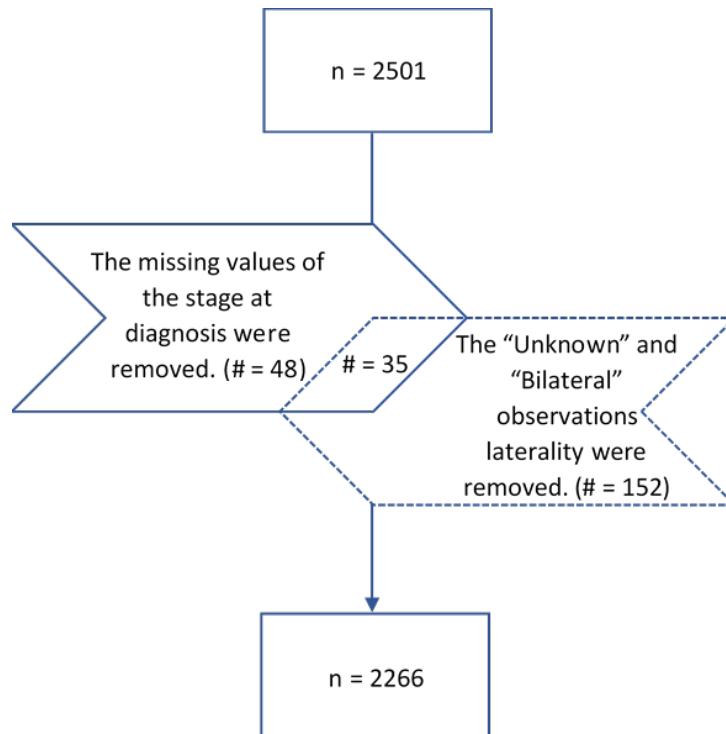 n = 2501
The missing values of
the stage at
diagnosis were
removed. (# = 48)
# = 35
The “Unknown” and
“Bilateral”
observations
laterality were
removed. (# = 152)
n = 2266